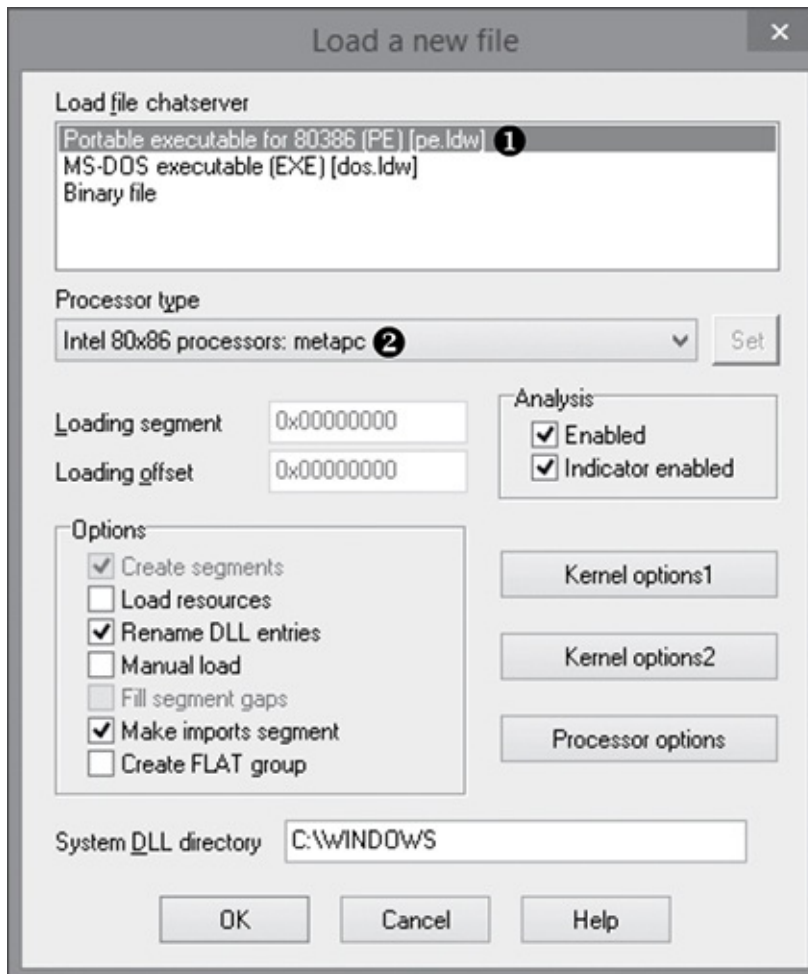 Load a new file
Load file chatserver
Portable executable for 80386 (PE) [pe.ldw] ❶
MS-DOS executable (EXE) [dos.ldw]
Binary file
Processor type
Intel 80x86 processors: metapc ❷
Set
Loading segment 0x00000000
Loading offset 0x00000000
Analysis
Enabled
Indicator enabled
Options
Create segments
Load resources
Rename DLL entries
Manual load
Fill segment gaps
Make imports segment
Create FLAT group
Kernel options1
Kernel options2
Processor options
System DLL directory C:\WINDOWS
OK Cancel Help